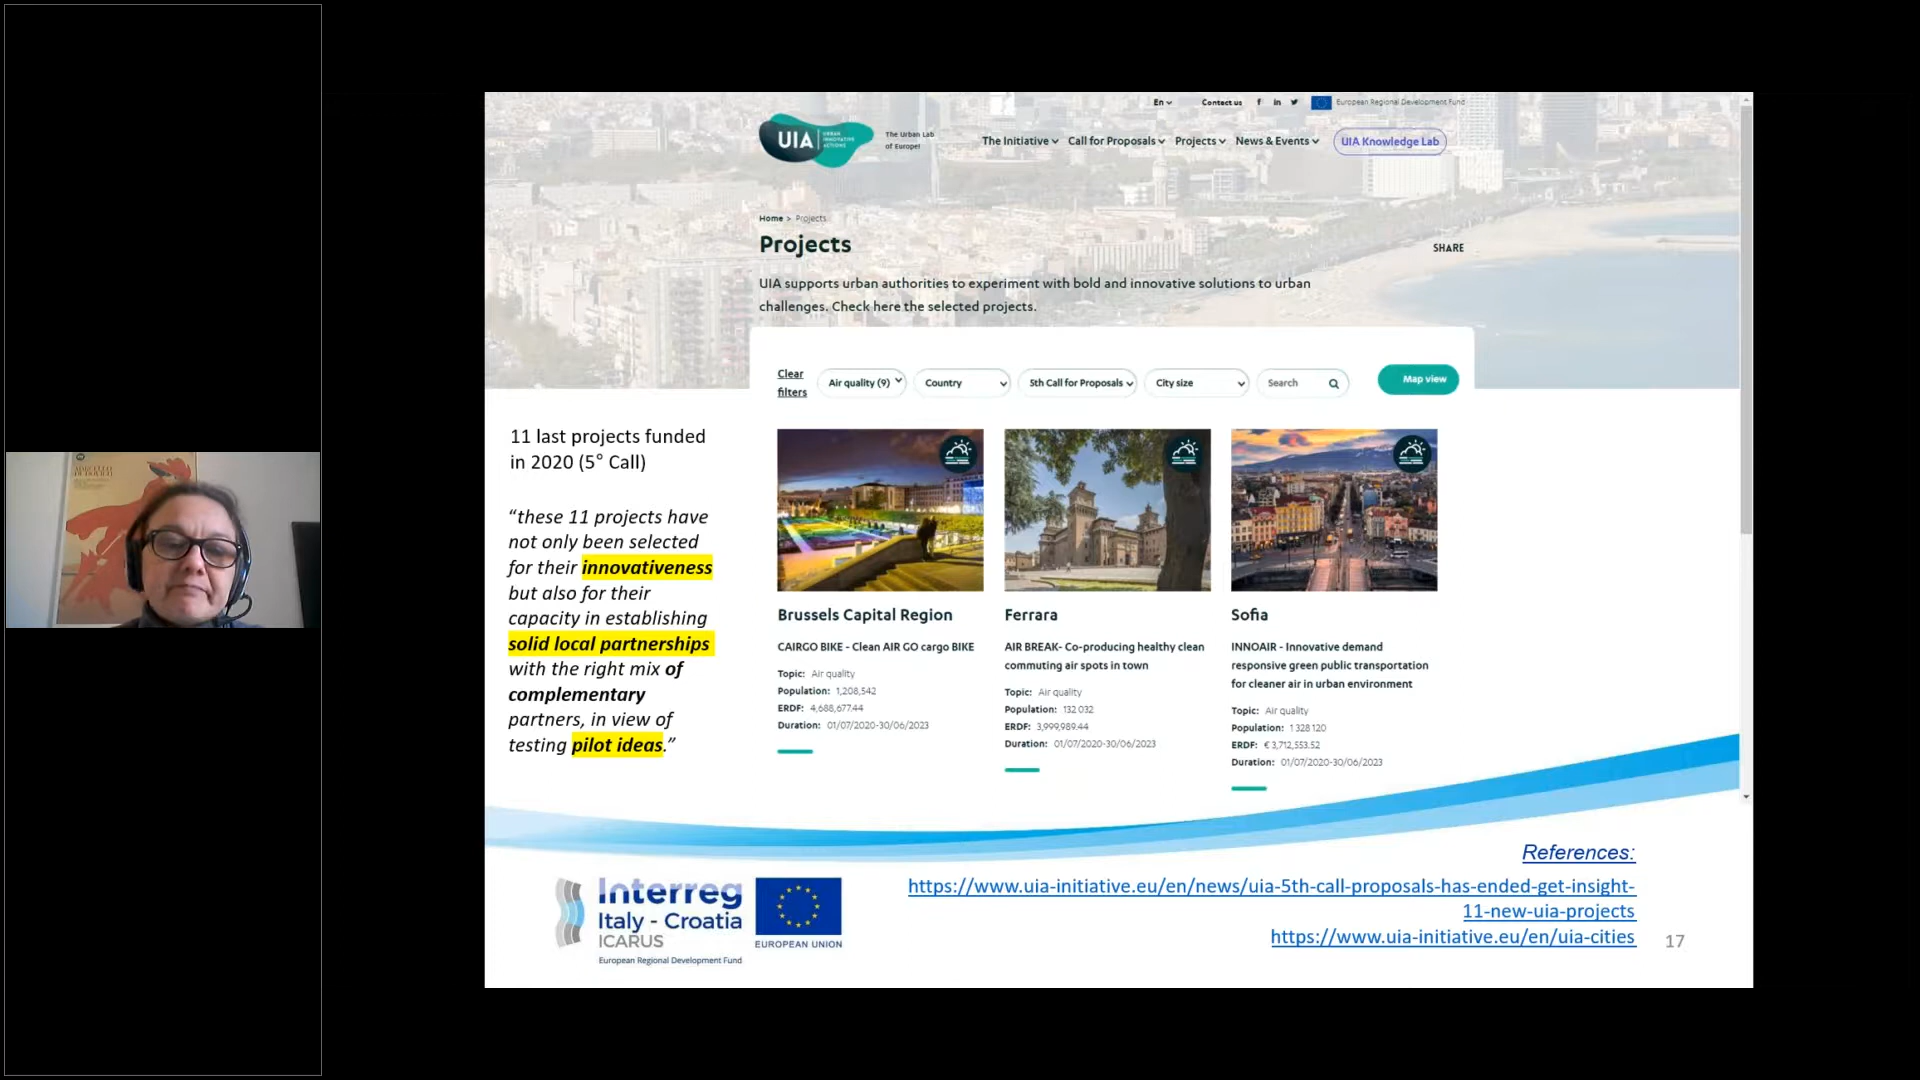 En
Contact us
European Regional Development Fund
UIA
URBAN
INNOVATIVE
ACTIONS
The Urban Lab
of Europe!
The Initiative
Call for Proposals
Projects
News & Events
UIA Knowledge Lab
Home > Projects
Projects
SHARE
UIA supports urban authorities to experiment with bold and innovative solutions to urban
challenges. Check here the selected projects.
Clear
filters
Air quality (9)
Country
5th Call for Proposals
City size
Search
Map view
11 last projects funded
in 2020 (5° Call)
“these 11 projects have
not only been selected
for their innovativeness
but also for their
capacity in establishing
solid local partnerships
with the right mix of
complementary
partners, in view of
testing pilot ideas.”
Brussels Capital Region
CAIRGO BIKE - Clean AIR GO cargo BIKE
Topic: Air quality
Population: 1,208,542
ERDF: 4,688,677.44
Duration: 01/07/2020-30/06/2023
Ferrara
AIR BREAK- Co-producing healthy clean
commuting air spots in town
Topic: Air quality
Population: 132 032
ERDF: 3,999,989.44
Duration: 01/07/2020-30/06/2023
Sofia
INNOAIR - Innovative demand
responsive green public transportation
for cleaner air in urban environment
Topic: Air quality
Population: 1 328 120
ERDF: € 3,712,553.52
Duration: 01/07/2020-30/06/2023
Interreg
Italy - Croatia
ICARUS
European Regional Development Fund
EUROPEAN UNION
References:
https://www.uia-initiative.eu/en/news/uia-5th-call-proposals-has-ended-get-insight-
11-new-uia-projects
https://www.uia-initiative.eu/en/uia-cities
17